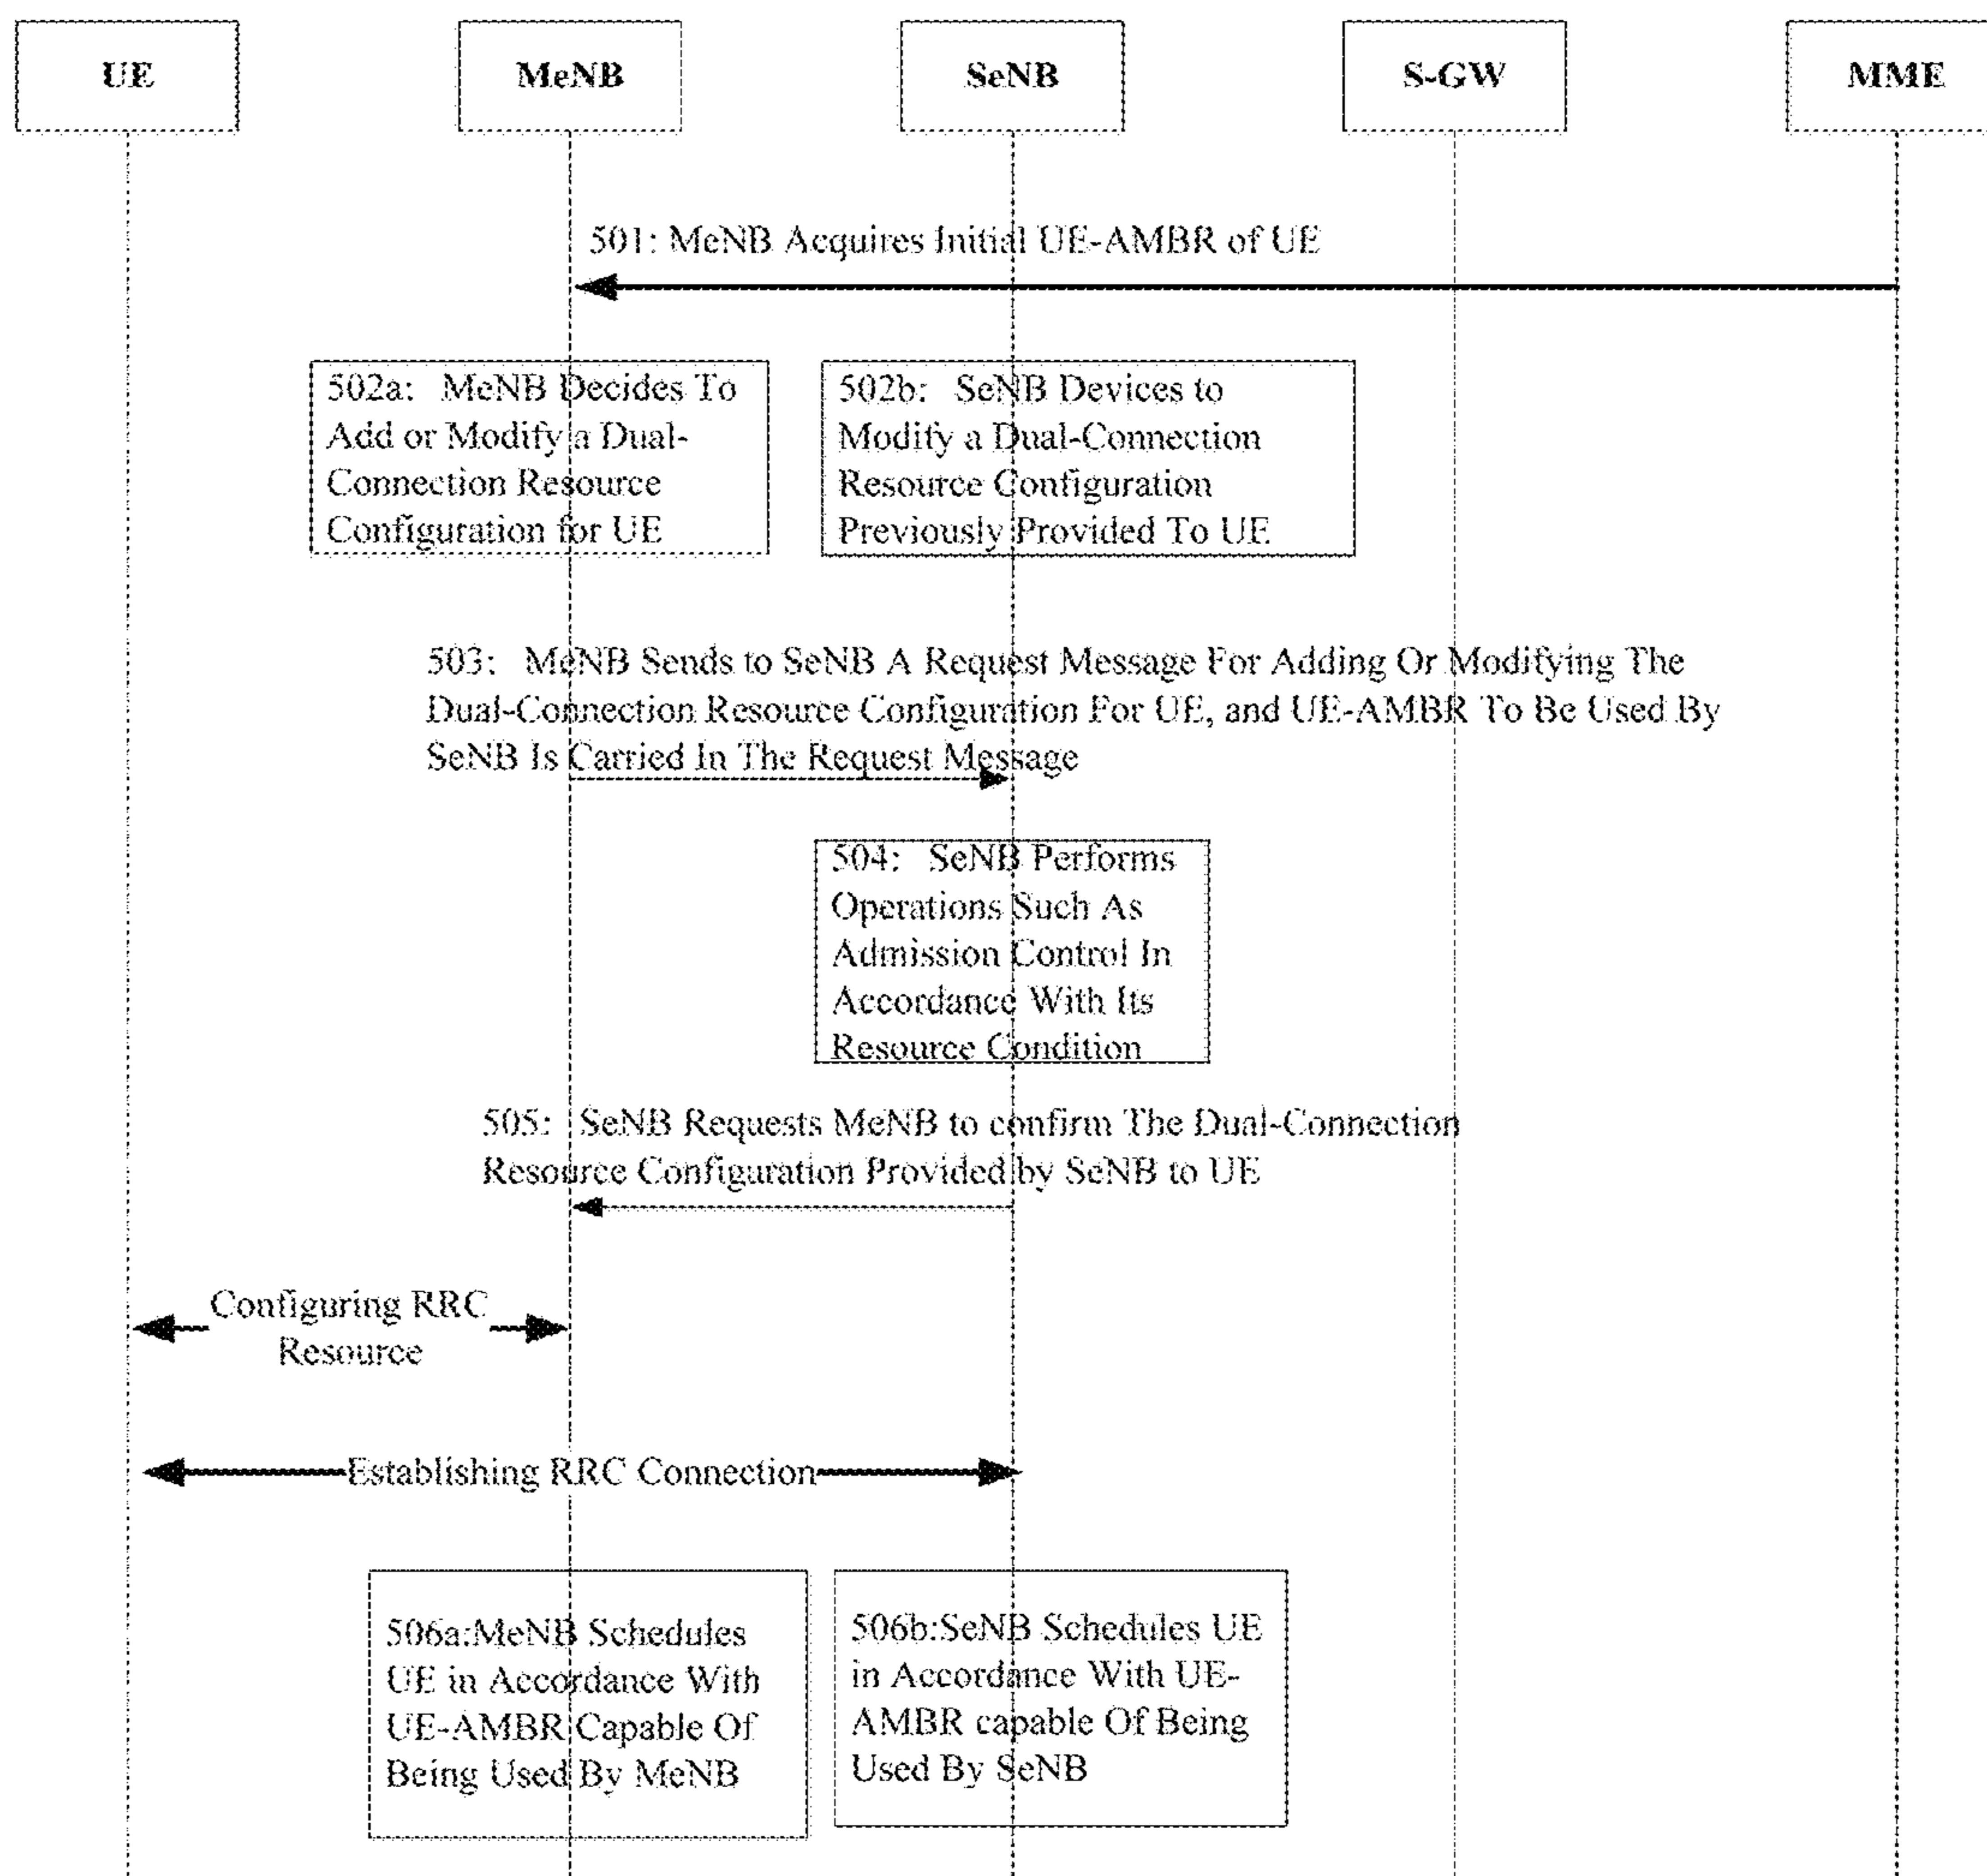 UE
MeNB
SeNB
S-GW
MME
501: MeNB Acquires Initial UE-AMBR of UE
502a: MeNB Decides To
Add or Modify a Dual-
Connection Resource
Configuration for UE
502b: SeNB Devices to
Modify a Dual-Connection
Resource Configuration
Previously Provided To UE
503: MeNB Sends to SeNB A Request Message For Adding Or Modifying The
Dual-Connection Resource Configuration For UE, and UE-AMBR To Be Used By
SeNB Is Carried In The Request Message
504: SeNB Performs
Operations Such As
Admission Control In
Accordance With Its
Resource Condition
505: SeNB Requests MeNB to confirm The Dual-Connection
Resource Configuration Provided by SeNB to UE
Configuring RRC
Resource
Establishing RRC Connection
506a:MeNB Schedules
UE in Accordance With
UE-AMBR Capable Of
Being Used By MeNB
506b:SeNB Schedules UE
in Accordance With UE-
AMBR capable Of Being
Used By SeNB